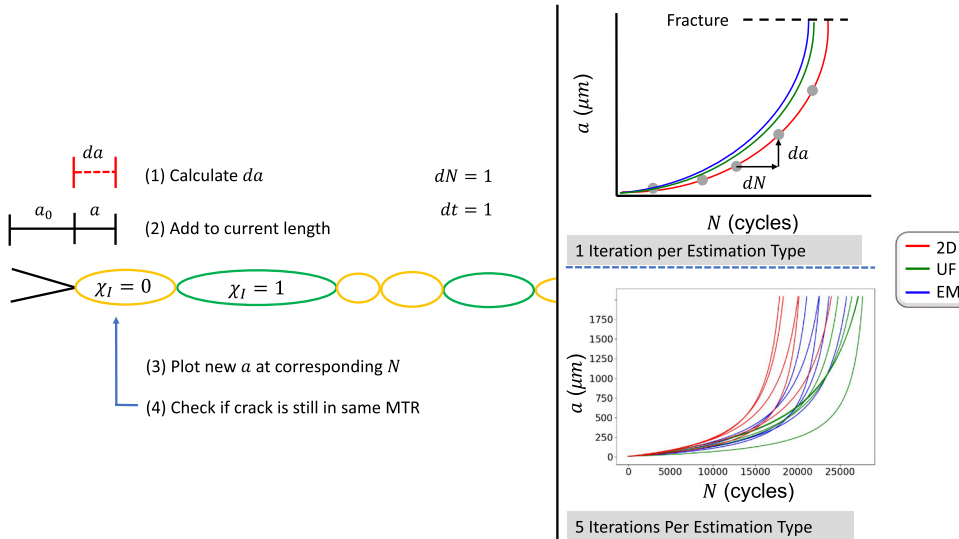 da
(1) Calculate da
dN = 1
dt = 1
a₀ a
(2) Add to current length
χ_I = 0 χ_I = 1
(3) Plot new a at corresponding N
(4) Check if crack is still in same MTR
Fracture
a (μm)
da
dN
N (cycles)
1 Iteration per Estimation Type
2D
UF
EM
1750
1500
1250
1000
750
500
250
0
a (μm)
0 5000 10000 15000 20000 25000
N (cycles)
5 Iterations Per Estimation Type